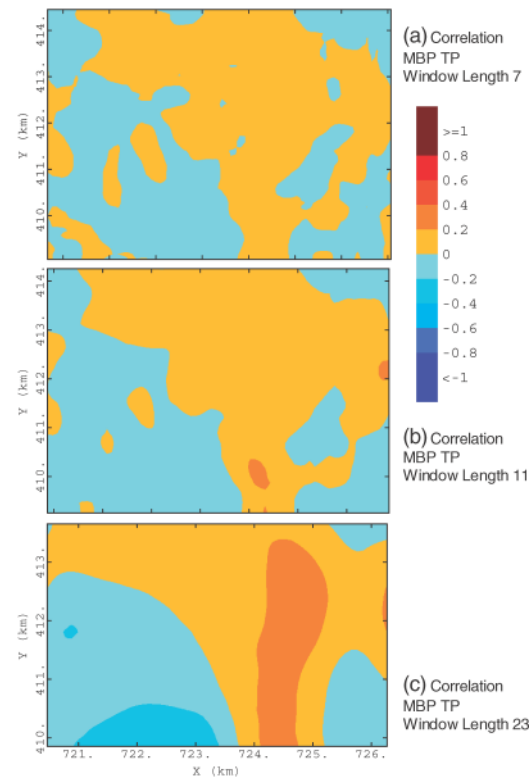 (a) Correlation
MBP TP
Window Length 7
414.
413.
412.
411.
410.
Y (km)
>=1
0.8
0.6
0.4
0.2
0
-0.2
-0.4
-0.6
-0.8
<-1
414.
413.
412.
411.
410.
Y (km)
(b) Correlation
MBP TP
Window Length 11
413.
412.
411.
410.
Y (km)
(c) Correlation
MBP TP
Window Length 23
721. 722. 723. 724. 725. 726.
X (km)